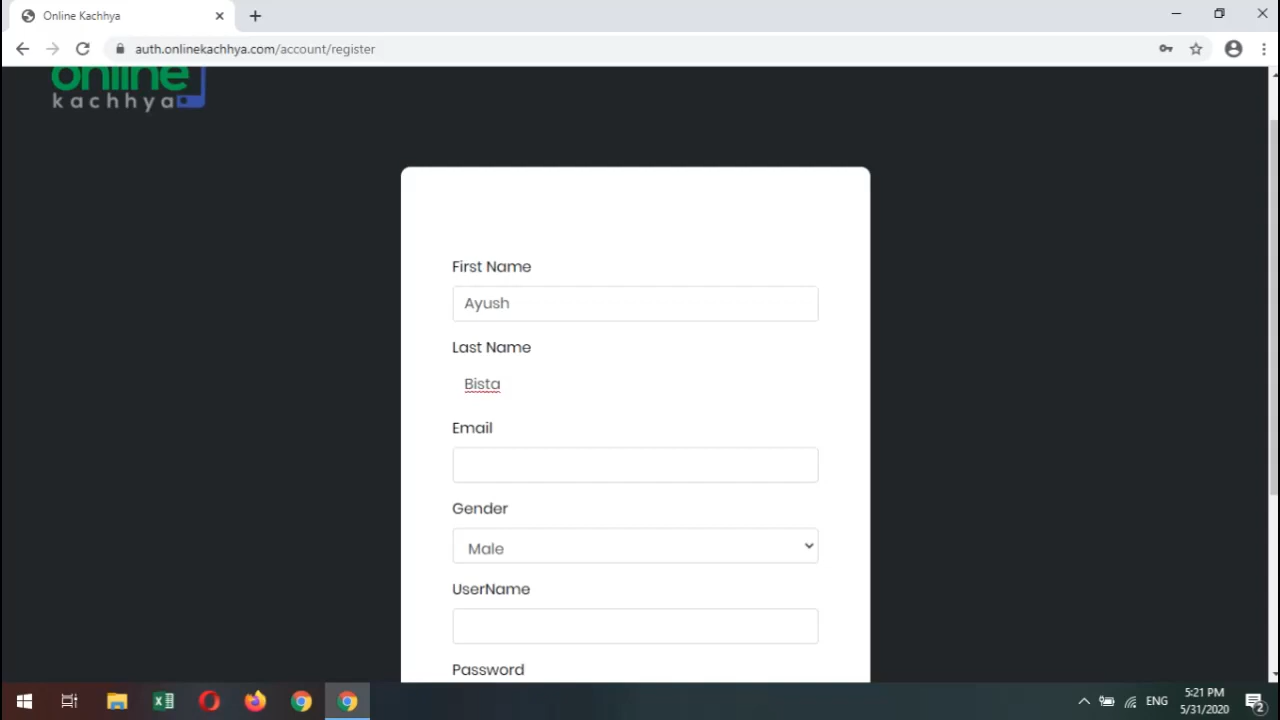 Online Kachhya
auth.onlinekachhya.com/account/register
online
kachhya
First Name
Ayush
Last Name
Bista
Email
Gender
Male
UserName
Password
ENG
5:21 PM
5/31/2020
2